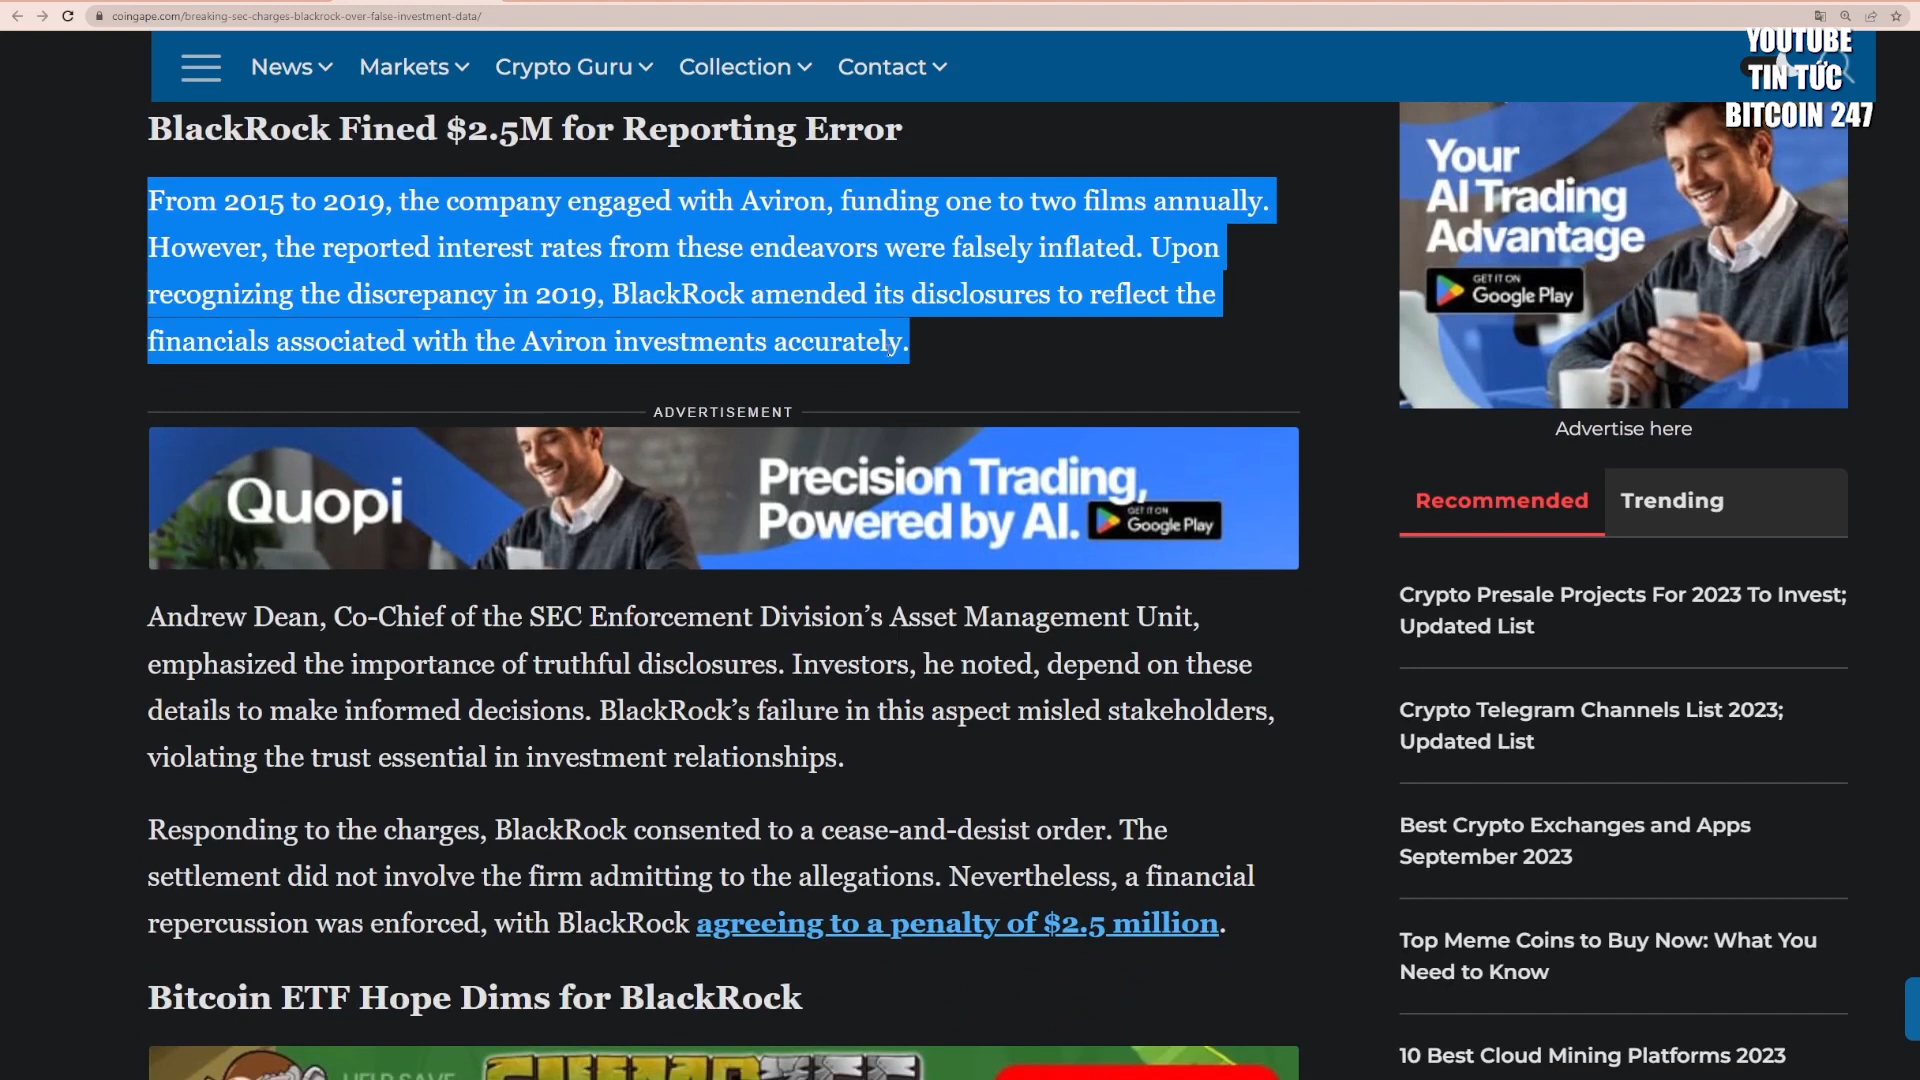 coingape.com/breaking-sec-charges-blackrock-over-false-investment-data/
News
Markets
Crypto Guru
Collection
Contact
YOUTUBE
TIN TỨC
BITCOIN 247
BlackRock Fined $2.5M for Reporting Error
From 2015 to 2019, the company engaged with Aviron, funding one to two films annually.
However, the reported interest rates from these endeavors were falsely inflated. Upon
recognizing the discrepancy in 2019, BlackRock amended its disclosures to reflect the
financials associated with the Aviron investments accurately.
ADVERTISEMENT
Quopi
Precision Trading,
Powered by AI.
GET IT ON
Google Play
Andrew Dean, Co-Chief of the SEC Enforcement Division’s Asset Management Unit,
emphasized the importance of truthful disclosures. Investors, he noted, depend on these
details to make informed decisions. BlackRock’s failure in this aspect misled stakeholders,
violating the trust essential in investment relationships.
Responding to the charges, BlackRock consented to a cease-and-desist order. The
settlement did not involve the firm admitting to the allegations. Nevertheless, a financial
repercussion was enforced, with BlackRock agreeing to a penalty of $2.5 million.
Bitcoin ETF Hope Dims for BlackRock
HELP SAVE
Your
AI Trading
Advantage
GET IT ON
Google Play
Advertise here
Recommended
Trending
Crypto Presale Projects For 2023 To Invest;
Updated List
Crypto Telegram Channels List 2023;
Updated List
Best Crypto Exchanges and Apps
September 2023
Top Meme Coins to Buy Now: What You
Need to Know
10 Best Cloud Mining Platforms 2023